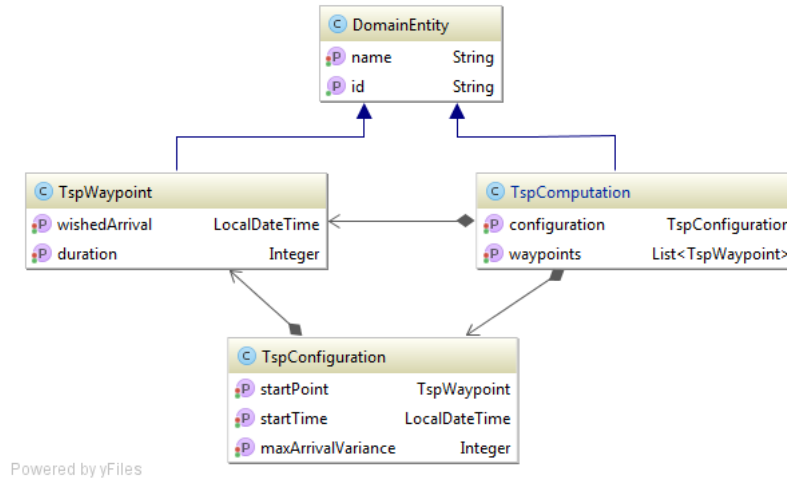 C DomainEntity
P name String
P id String
C TspWaypoint
P wishedArrival LocalDateTime
P duration Integer
C TspComputation
P configuration TspConfiguration
P waypoints List<TspWaypoint>
C TspConfiguration
P startPoint TspWaypoint
P startTime LocalDateTime
P maxArrivalVariance Integer
Powered by yFiles